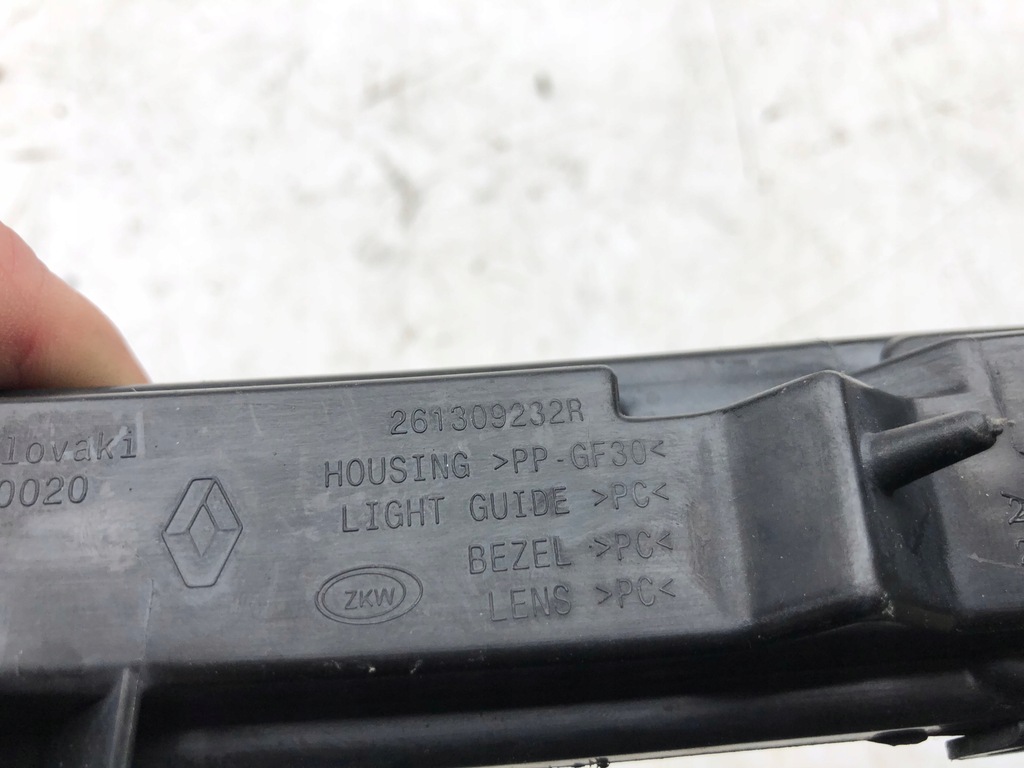 261309232R
lovaki
0020
HOUSING >PP-GF30<
LIGHT GUIDE >PC<
BEZEL >PC<
LENS >PC<
ZKW